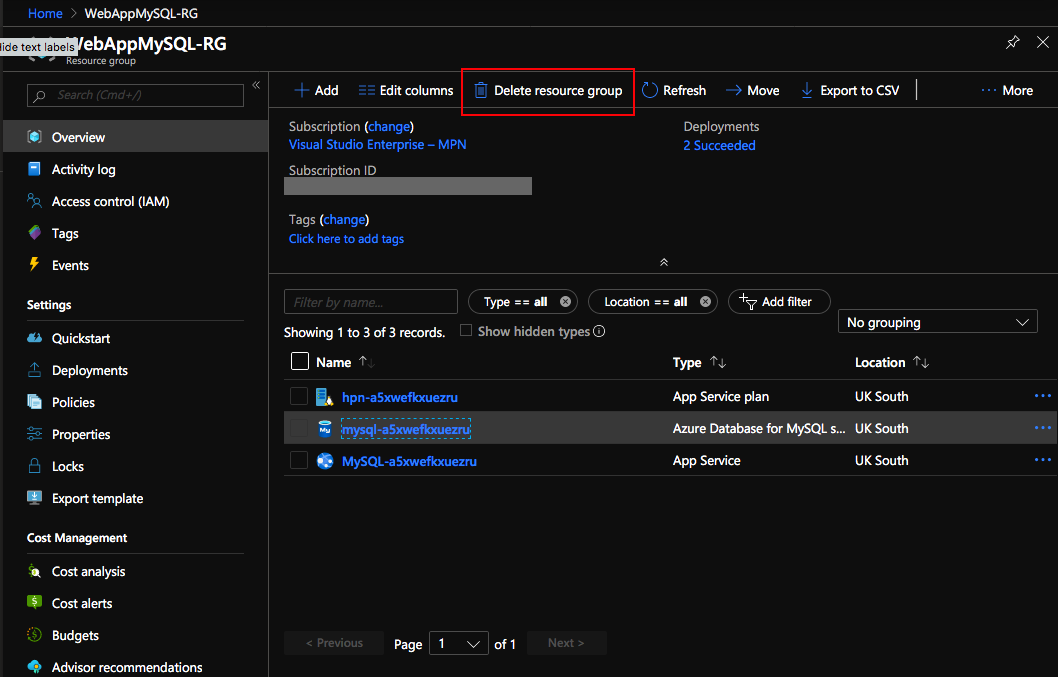 Home > WebAppMySQL-RG
Hide text labels
WebAppMySQL-RG
Resource group
Search (Cmd+/)
«
Overview
Activity log
Access control (IAM)
Tags
Events
Settings
Quickstart
Deployments
Policies
Properties
Locks
Export template
Cost Management
Cost analysis
Cost alerts
Budgets
Advisor recommendations
Add Edit columns Delete resource group Refresh Move Export to CSV ··· More
Subscription (change)
Visual Studio Enterprise – MPN
Subscription ID
Tags (change)
Click here to add tags
Deployments
2 Succeeded
Filter by name... Type == all Location == all Add filter
Showing 1 to 3 of 3 records. Show hidden types No grouping
Name Type Location
hpn-a5xwefkxuezru App Service plan UK South ···
mysql-a5xwefkxuezru Azure Database for MySQL s... UK South ···
MySQL-a5xwefkxuezru App Service UK South ···
< Previous Page 1 of 1 Next >